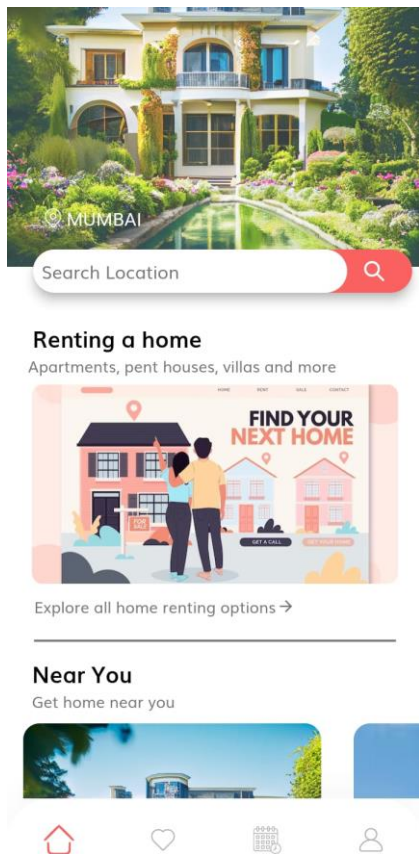 MUMBAI
Search Location
Renting a home
Apartments, pent houses, villas and more
HOME RENT SALE CONTACT
FIND YOUR
NEXT HOME
FOR
SALE
GET A CALL
GET YOUR HOME
Explore all home renting options →
Near You
Get home near you